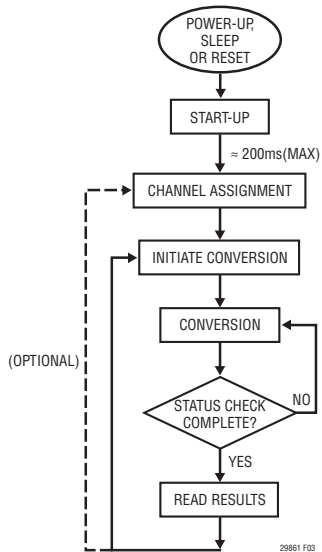 POWER-UP,
SLEEP
OR RESET
START-UP
≈ 200ms(MAX)
CHANNEL ASSIGNMENT
INITIATE CONVERSION
CONVERSION
(OPTIONAL)
STATUS CHECK
COMPLETE?
NO
YES
READ RESULTS
29861 F03